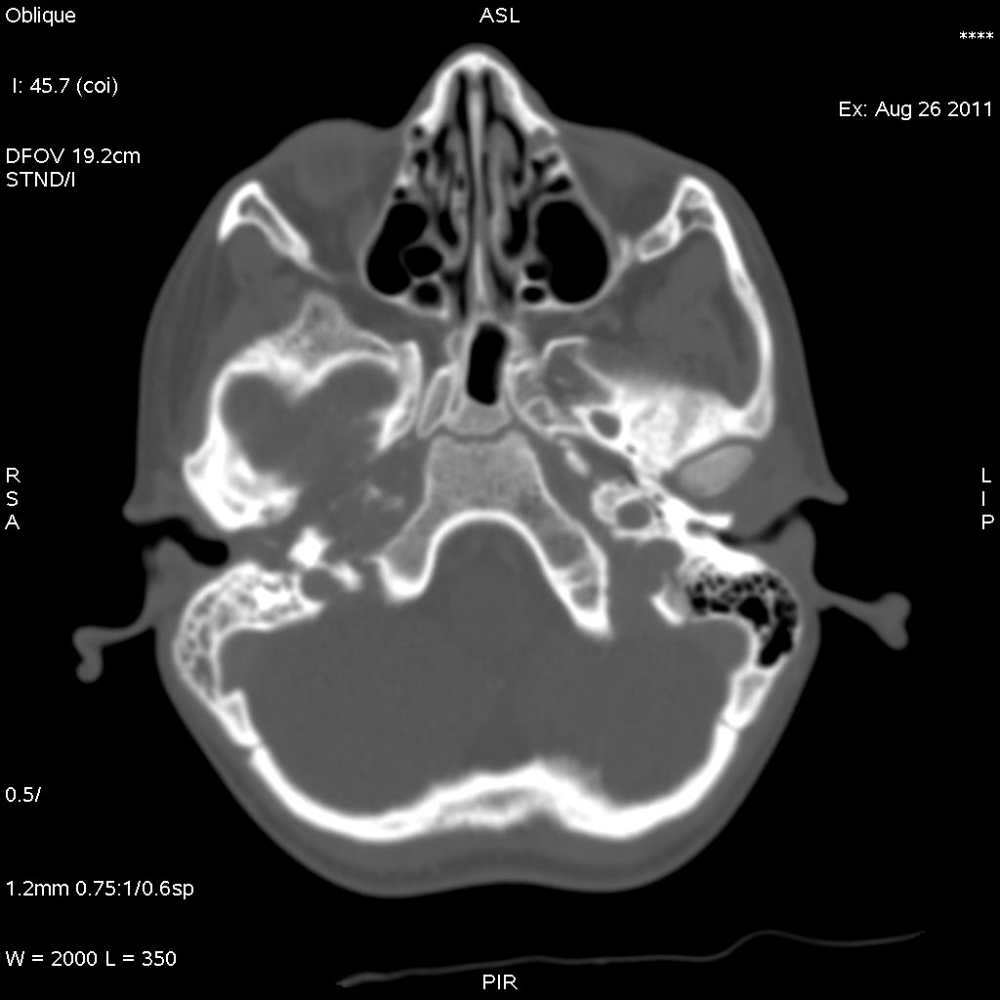 Oblique
ASL
****
I: 45.7 (coi)
Ex: Aug 26 2011
DFOV 19.2cm
STND/I
R
S
A
L
I
P
0.5/
1.2mm 0.75:1/0.6sp
W = 2000 L = 350
PIR